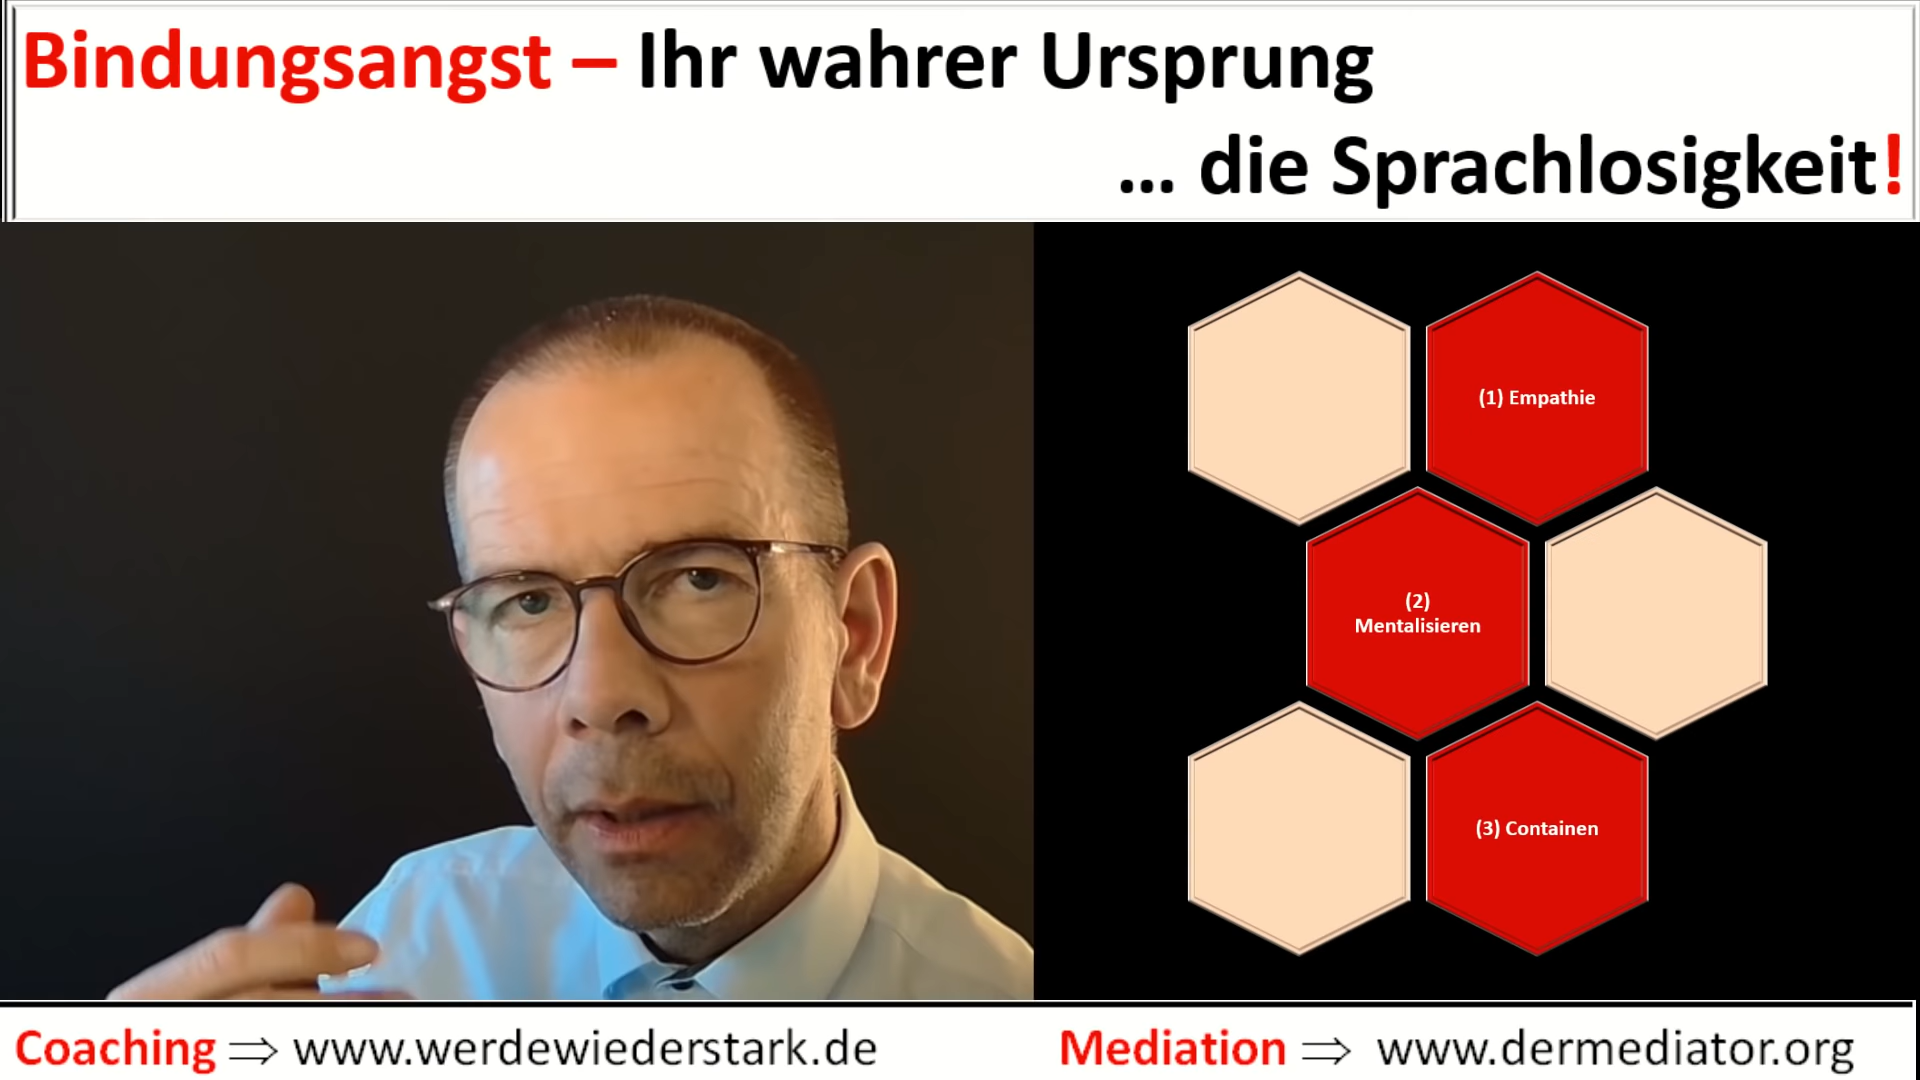 Bindungsangst – Ihr wahrer Ursprung
... die Sprachlosigkeit!
(1) Empathie
(2)
Mentalisieren
(3) Containen
Coaching ⇒ www.werdewiederstark.de
Mediation ⇒ www.dermediator.org